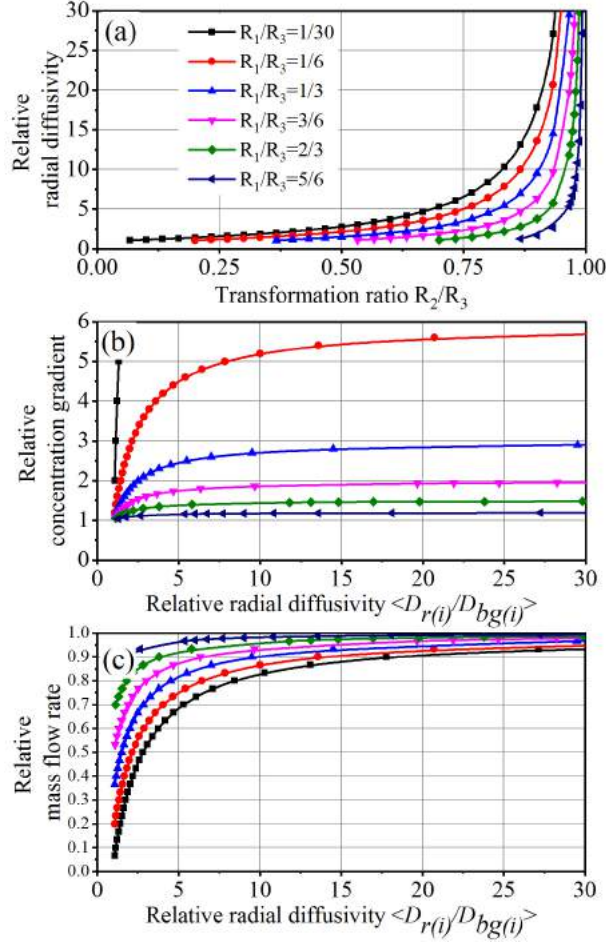 (a)
R1/R3=1/30
R1/R3=1/6
R1/R3=1/3
R1/R3=3/6
R1/R3=2/3
R1/R3=5/6
Relative
radial diffusivity
30
25
20
15
10
5
0
0.00 0.25 0.50 0.75 1.00
Transformation ratio R2/R3
(b)
Relative
concentration gradient
6
5
4
3
2
1
0
0 5 10 15 20 25 30
Relative radial diffusivity <Dr(i)/Dbg(i)>
(c)
Relative
mass flow rate
1.0
0.9
0.8
0.7
0.6
0.5
0.4
0.3
0.2
0.1
0.0
0 5 10 15 20 25 30
Relative radial diffusivity <Dr(i)/Dbg(i)>